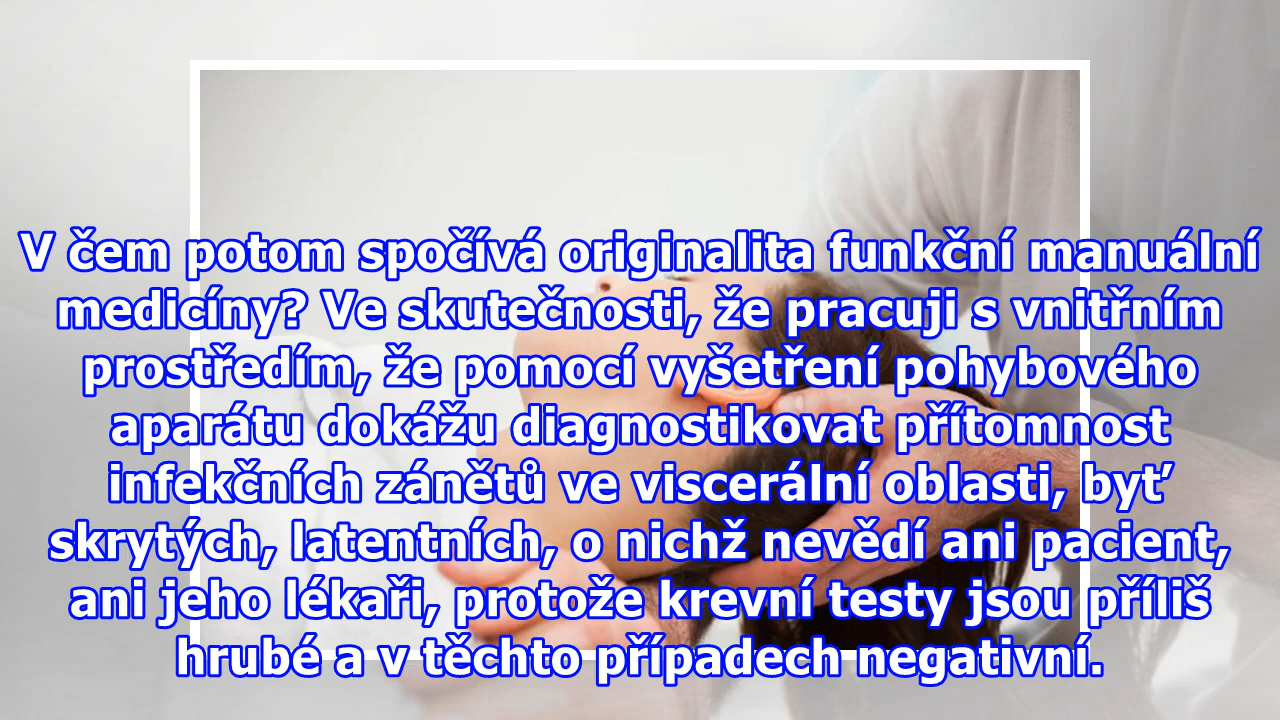 V čem potom spočívá originalita funkční manuální
medicíny? Ve skutečnosti, že pracuji s vnitřním
prostředím, že pomocí vyšetření pohybového
aparátu dokážu diagnostikovat přítomnost
infekčních zánětů ve viscerální oblasti, byť
skrytých, latentních, o nichž nevědí ani pacient,
ani jeho lékaři, protože krevní testy jsou příliš
hrubé a v těchto případech negativní.